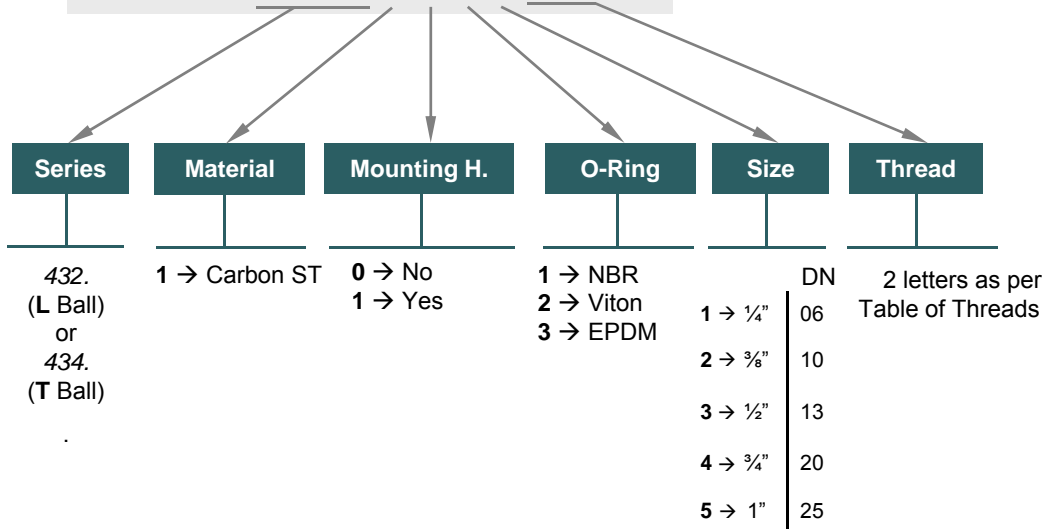 Series
Material
Mounting H.
O-Ring
Size
Thread
432.
(L Ball)
or
434.
(T Ball)
.
1 → Carbon ST
0 → No
1 → Yes
1 → NBR
2 → Viton
3 → EPDM
DN
1 → ¼” 06
2 → ⅜” 10
3 → ½” 13
4 → ¾” 20
5 → 1” 25
2 letters as per
Table of Threads